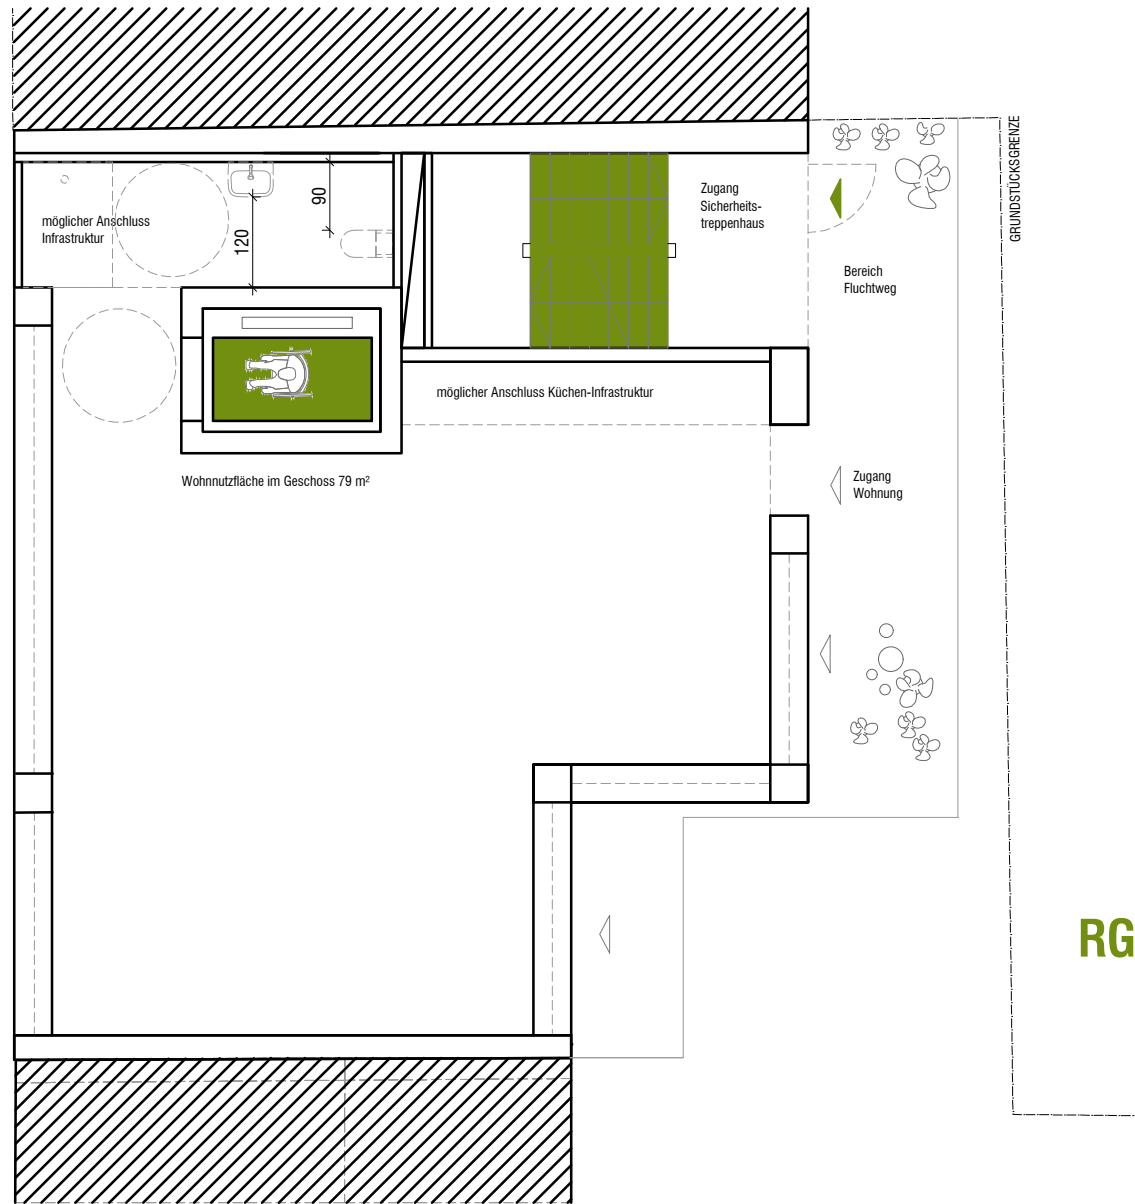 GRUNDSTÜCKSGRENZE
möglicher Anschluss
Infrastruktur
90
120
Zugang
Sicherheits-
treppenhaus
Bereich
Fluchtweg
möglicher Anschluss Küchen-Infrastruktur
Wohnnutzfläche im Geschoss 79 m²
Zugang
Wohnung
RG